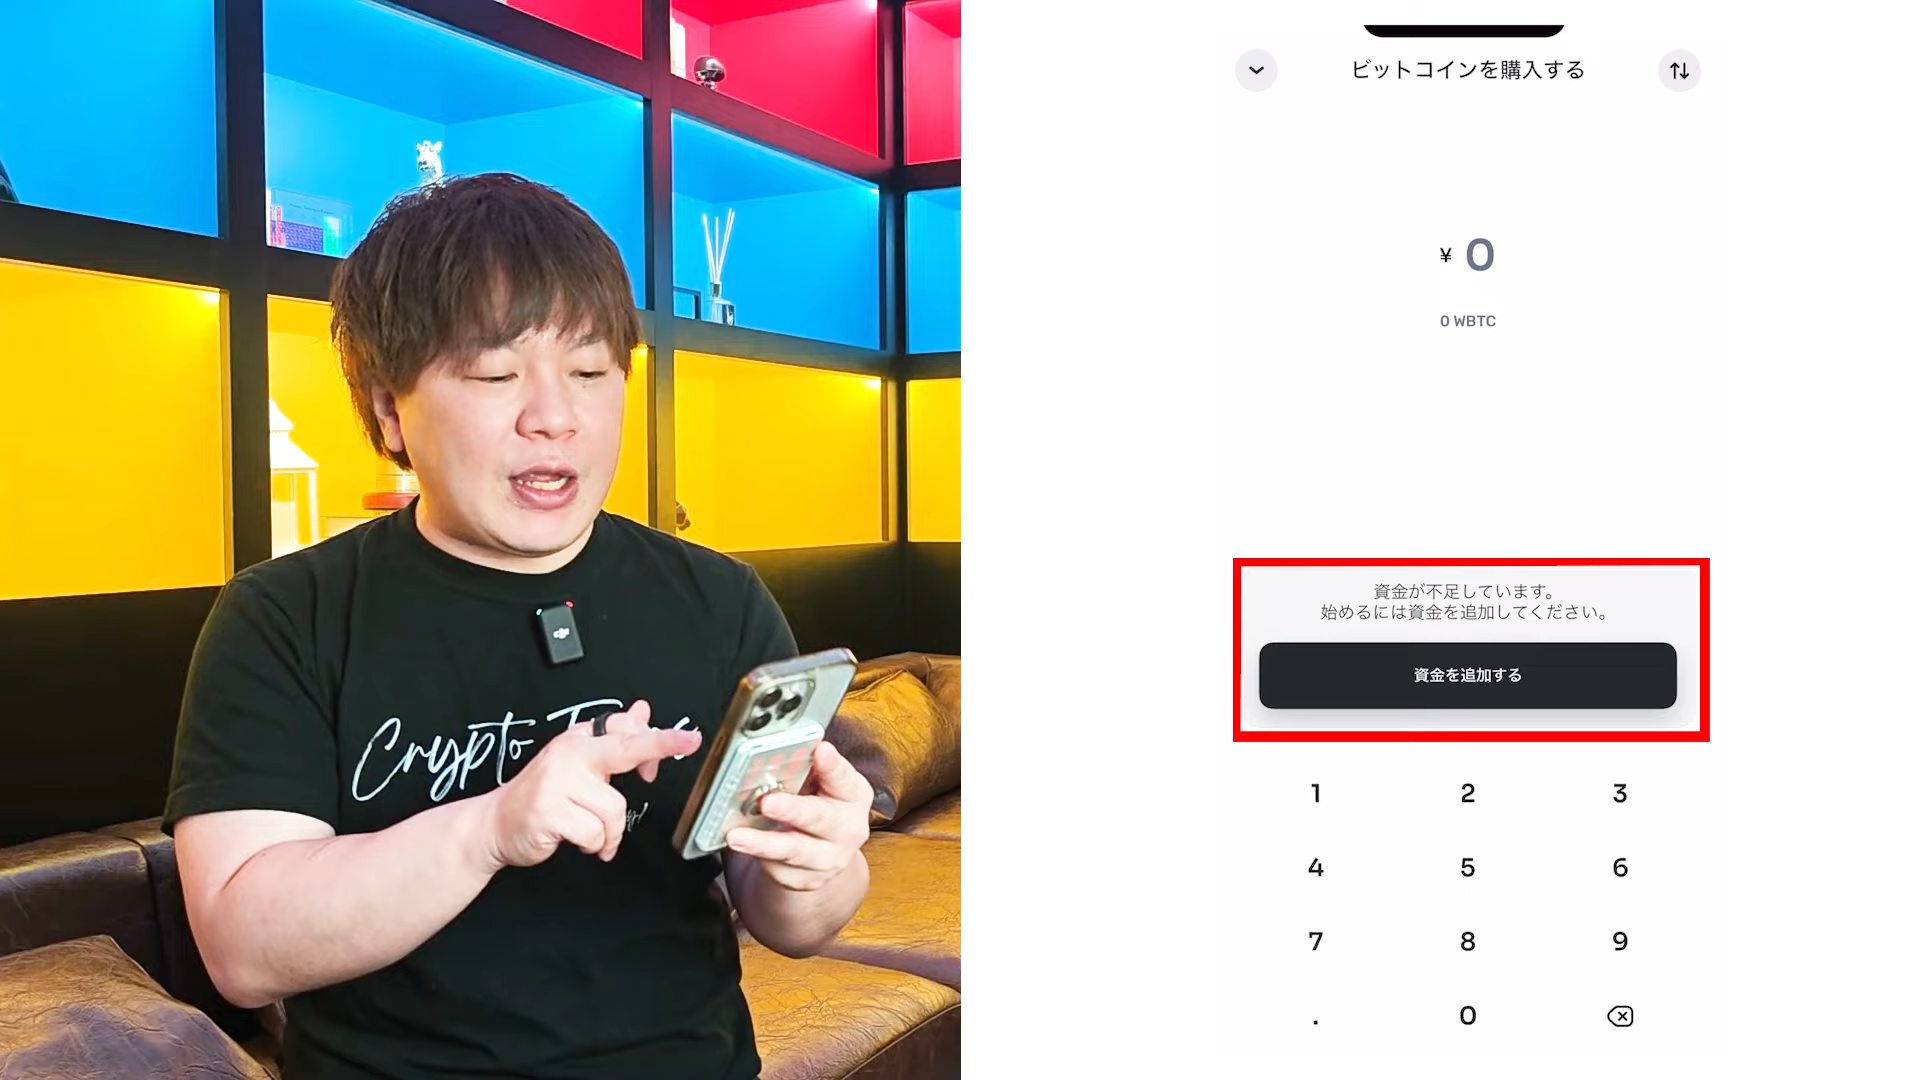 Crypto T
ビットコインを購入する
¥ 0
0 WBTC
資金が不足しています。
始めるには資金を追加してください。
資金を追加する
1 2 3
4 5 6
7 8 9
. 0